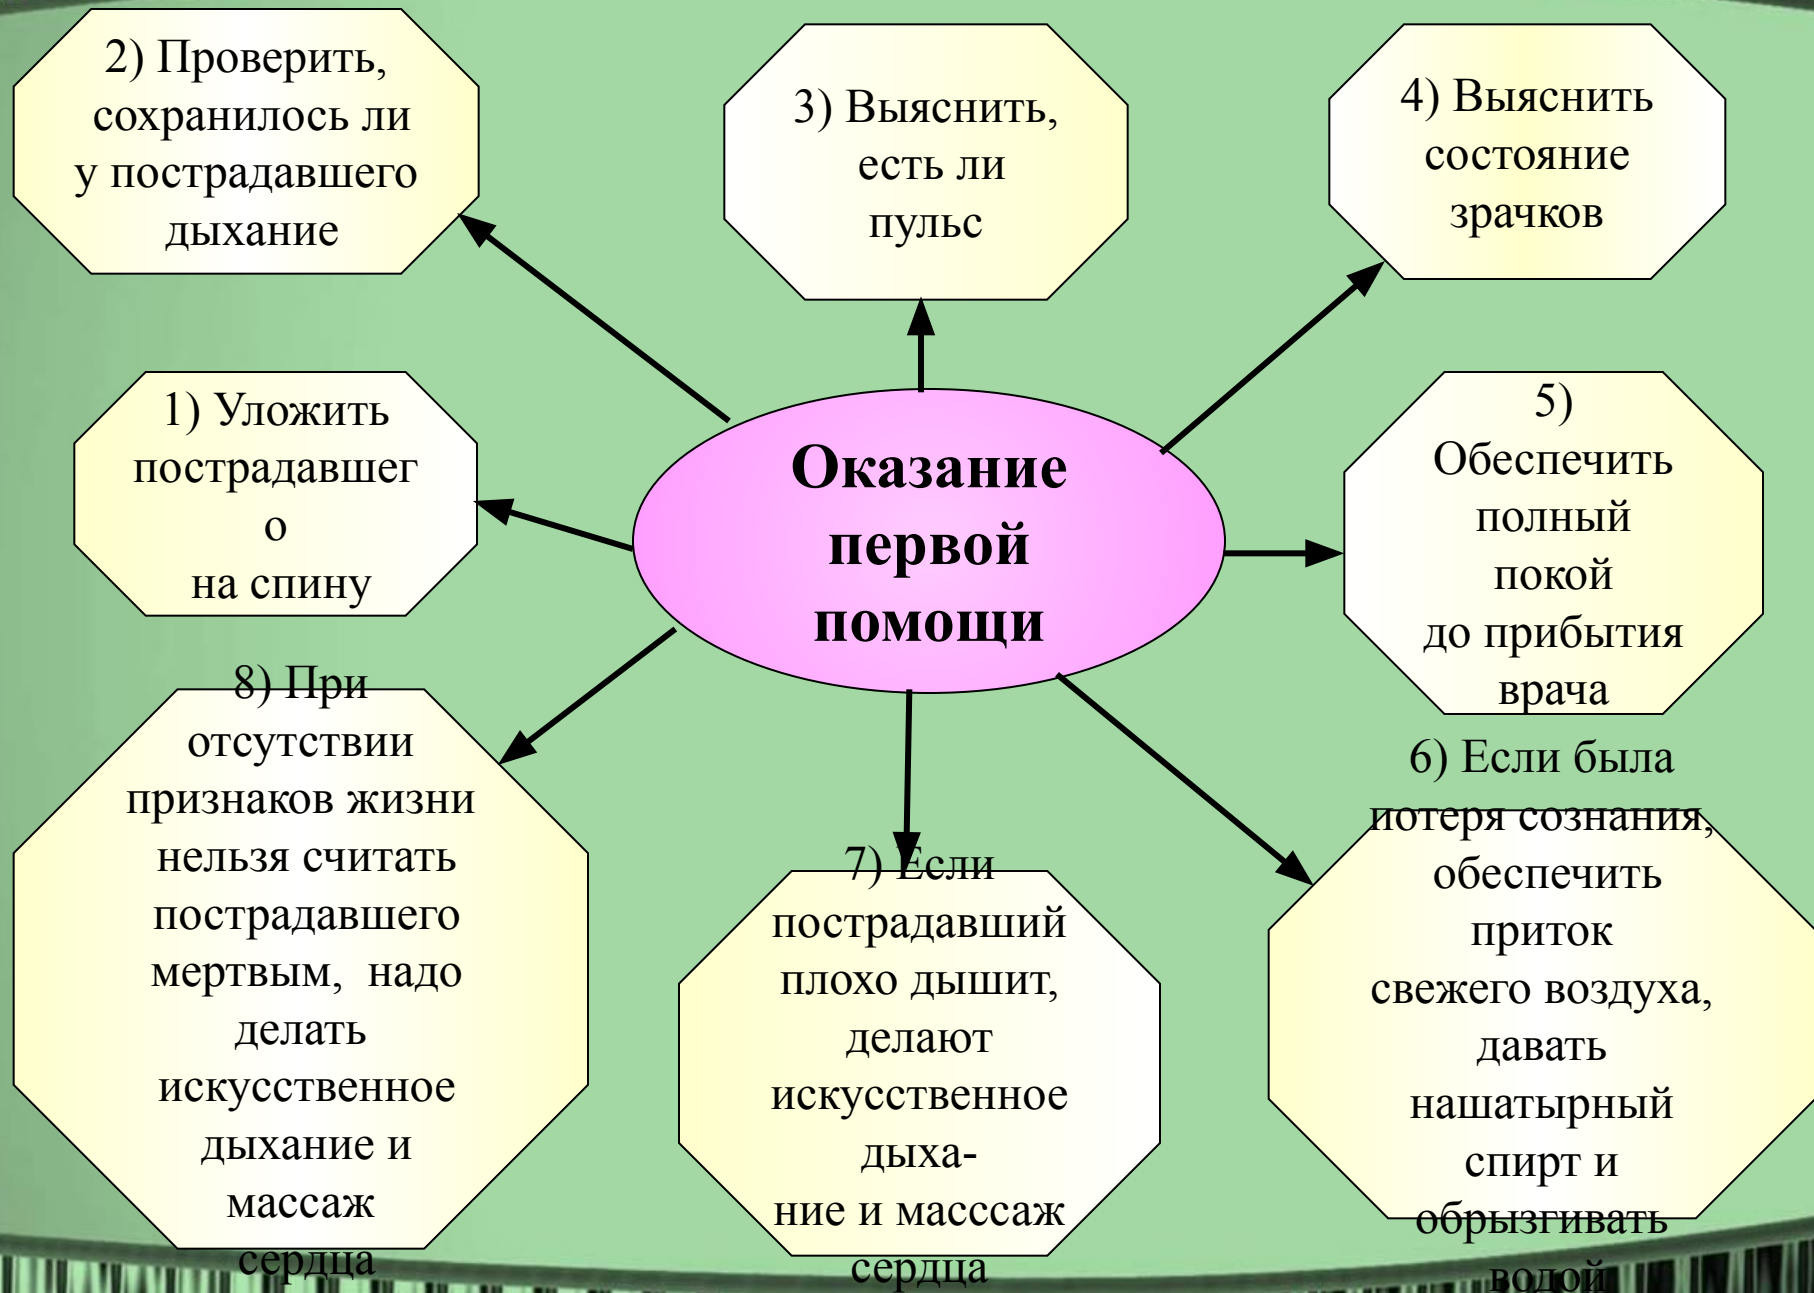 2) Проверить,
сохранилось ли
у пострадавшего
дыхание
3) Выяснить,
есть ли
пульс
4) Выяснить
состояние
зрачков
1) Уложить
пострадавшег
о
на спину
Оказание
первой
помощи
5)
Обеспечить
полный
покой
до прибытия
врача
8) При
отсутствии
признаков жизни
нельзя считать
пострадавшего
мертвым, надо
делать
искусственное
дыхание и
массаж
сердца
7) Если
пострадавший
плохо дышит,
делают
искусственное
дыха-
ние и масссаж
сердца
6) Если была
потеря сознания,
обеспечить
приток
свежего воздуха,
давать
нашатырный
спирт и
обрызгивать
водой